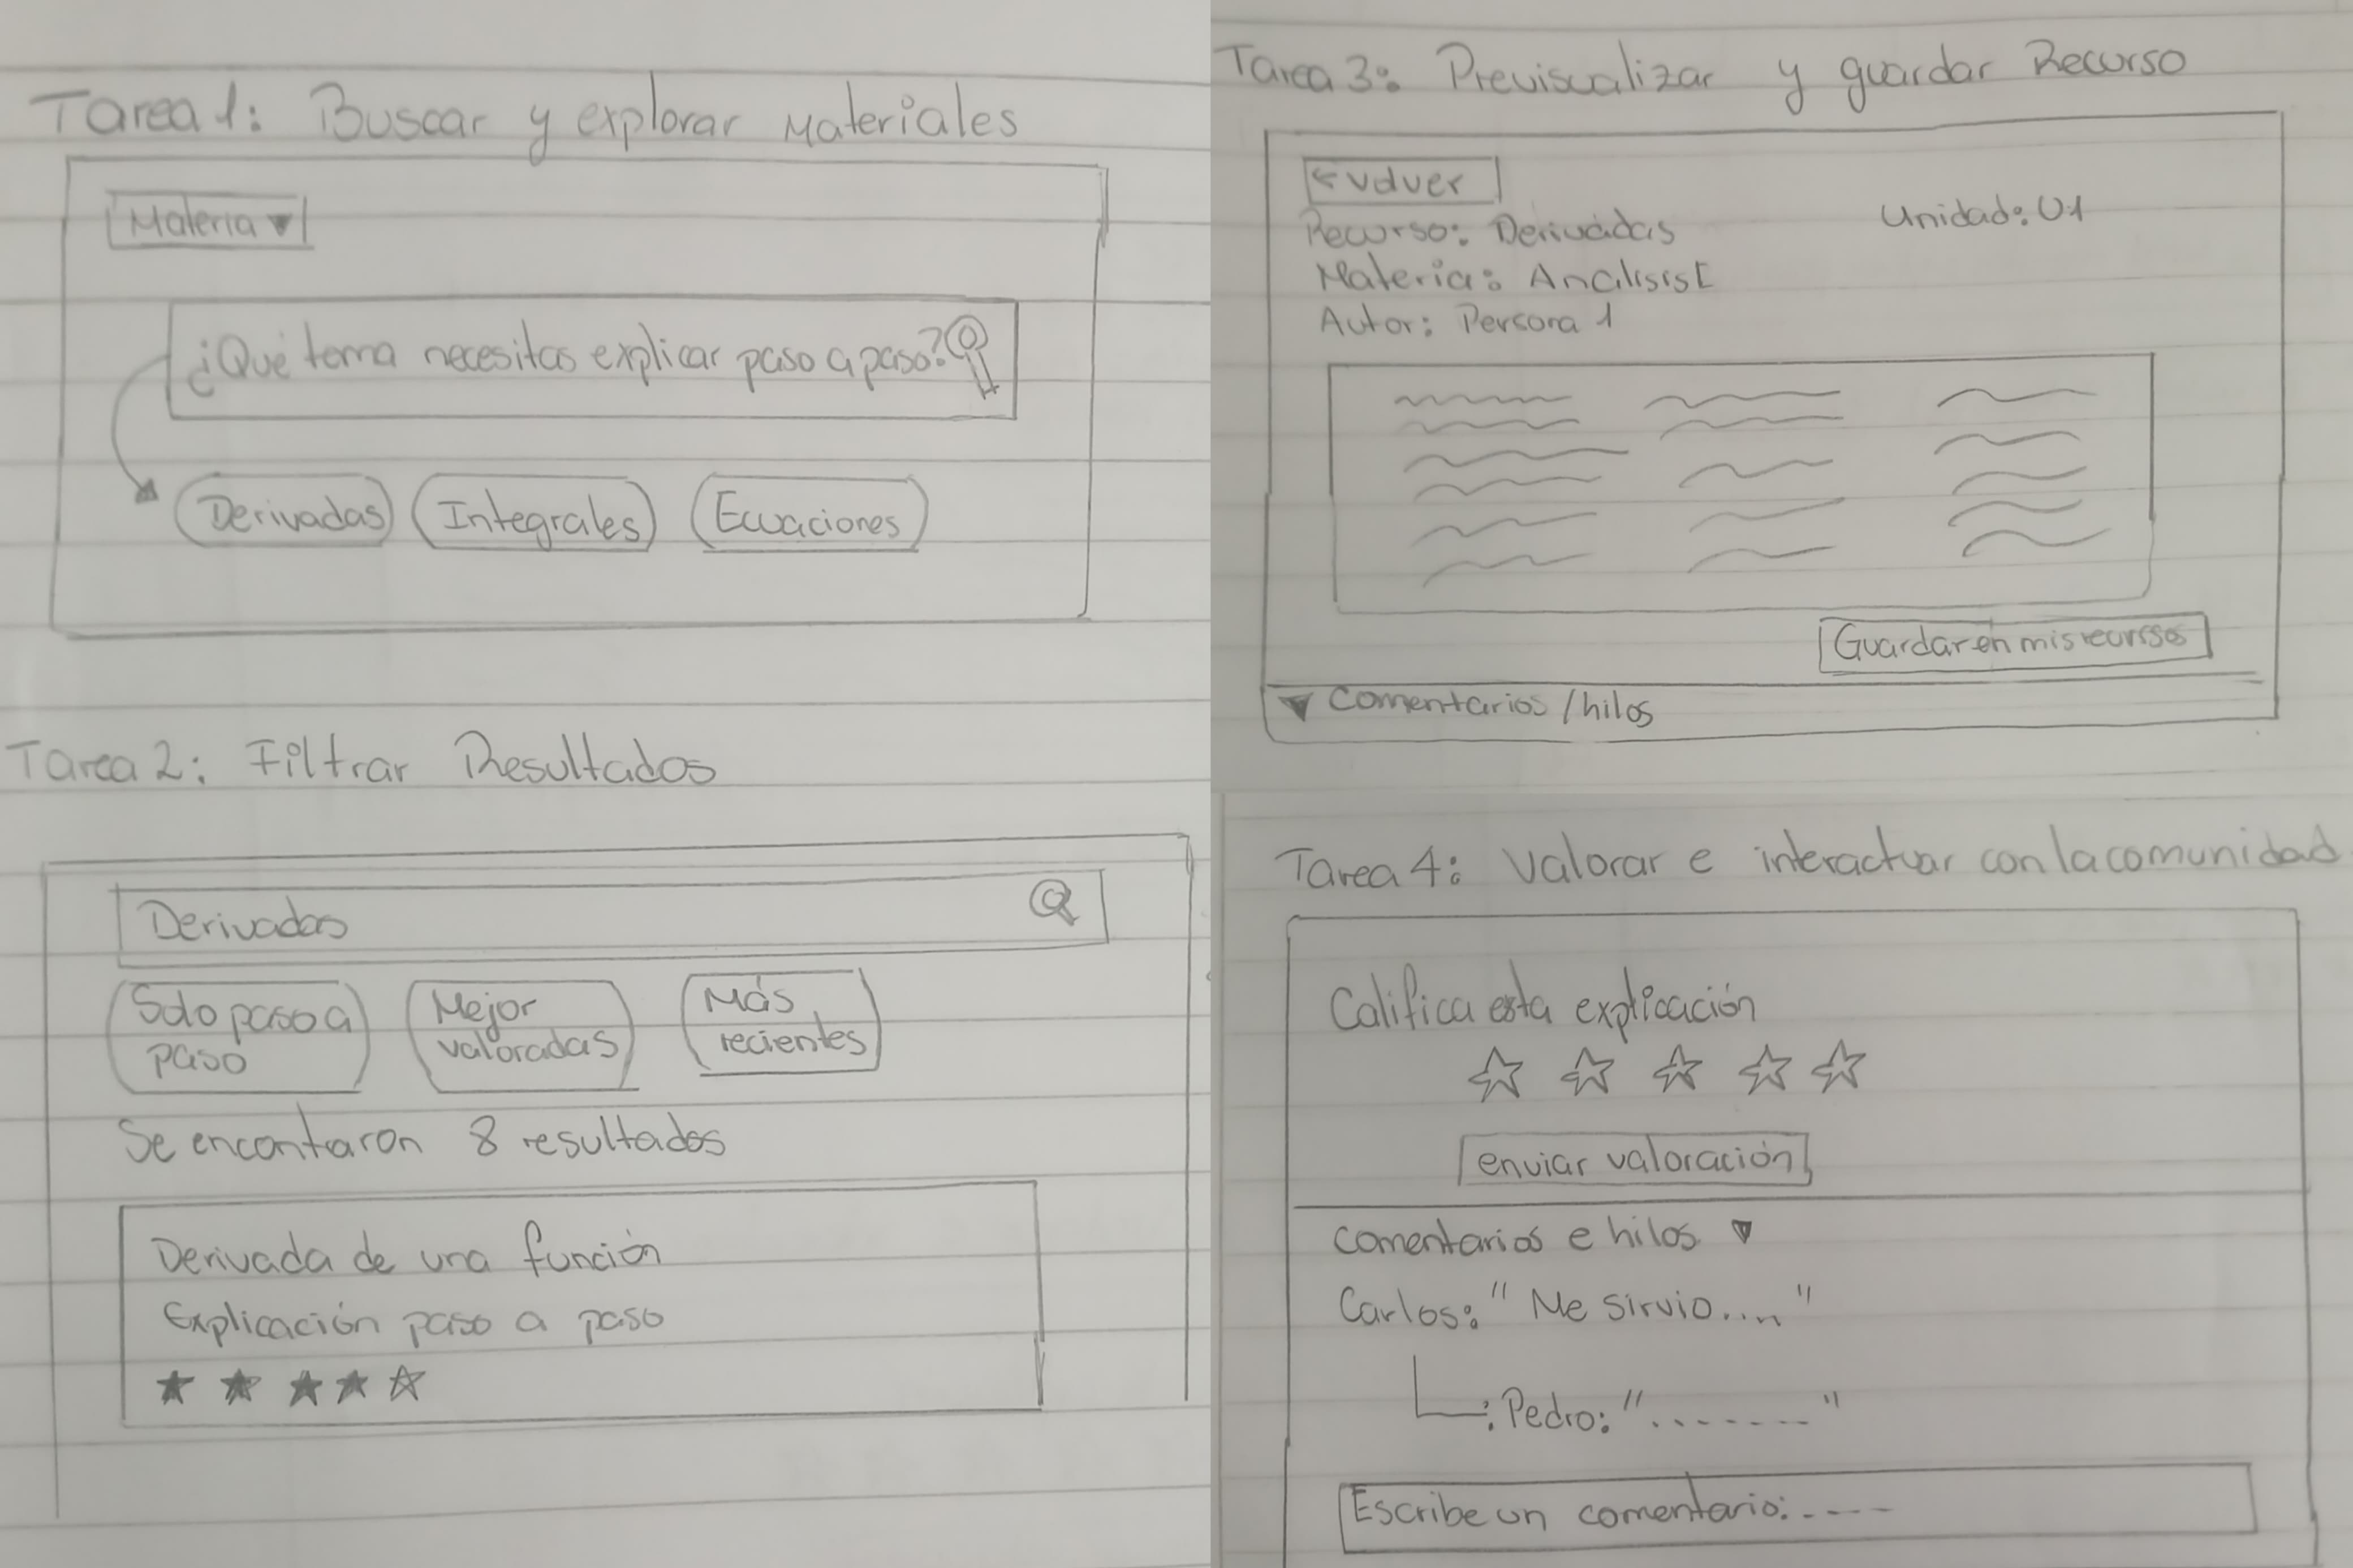 Tarea 1: Buscar y explorar Materiales
Materia
¿Qué tema necesitas explicar paso a paso?
Derivadas Integrales Ecuaciones
Tarea 2: Filtrar Resultados
Derivadas
Solo paso a
paso
Mejor
valoradas
Más
recientes
Se encontraron 8 resultados
Derivada de una función
Explicación paso a paso
Tarea 3: Previsualizar y guardar Recurso
← volver
Recurso: Derivadas
Unidad: U1
Materia: Analisis I
Autor: Persona 1
Guardar en mis recursos
Comentarios / hilos
Tarea 4: Valorar e interactuar con la comunidad
Califica esta explicación
enviar valoración
comentarios e hilos
Carlos: "Me sirvio...."
Pedro: "......."
Escribe un comentario:----